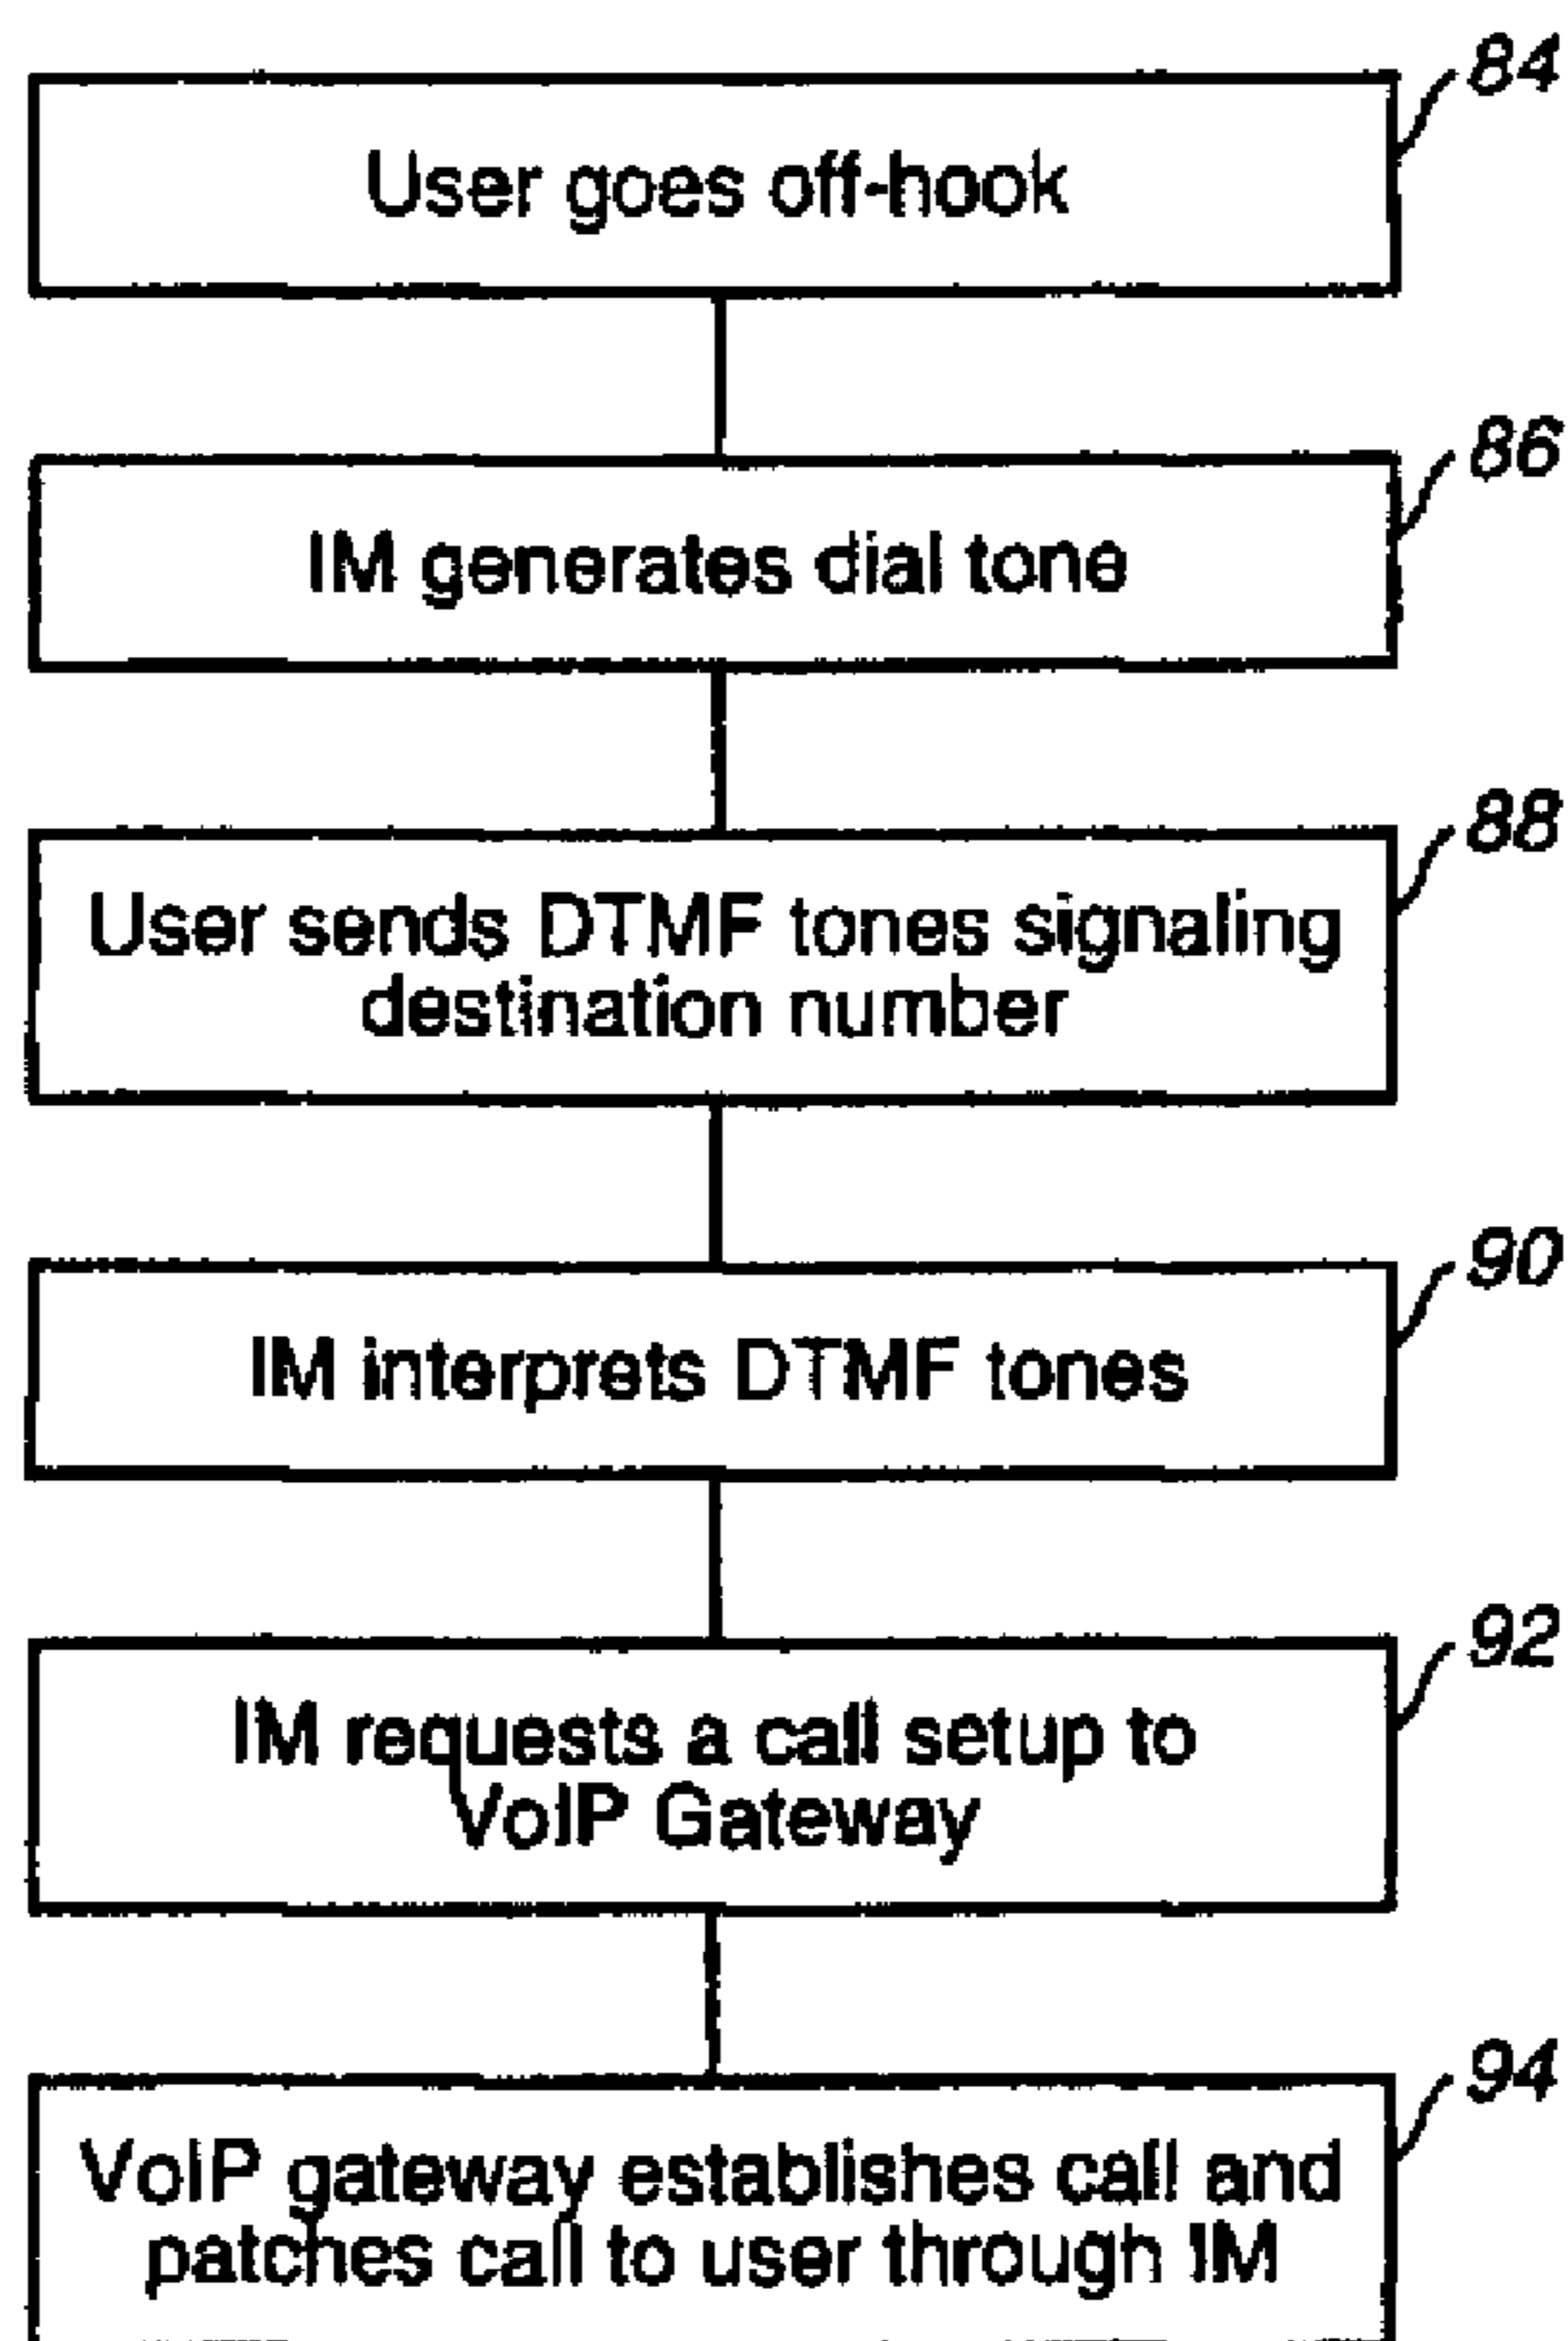 84
User goes off-hook
86
IM generates dial tone
88
User sends DTMF tones signaling
destination number
90
IM interprets DTMF tones
92
IM requests a call setup to
VoIP Gateway
94
VoIP gateway establishes call and
patches call to user through IM